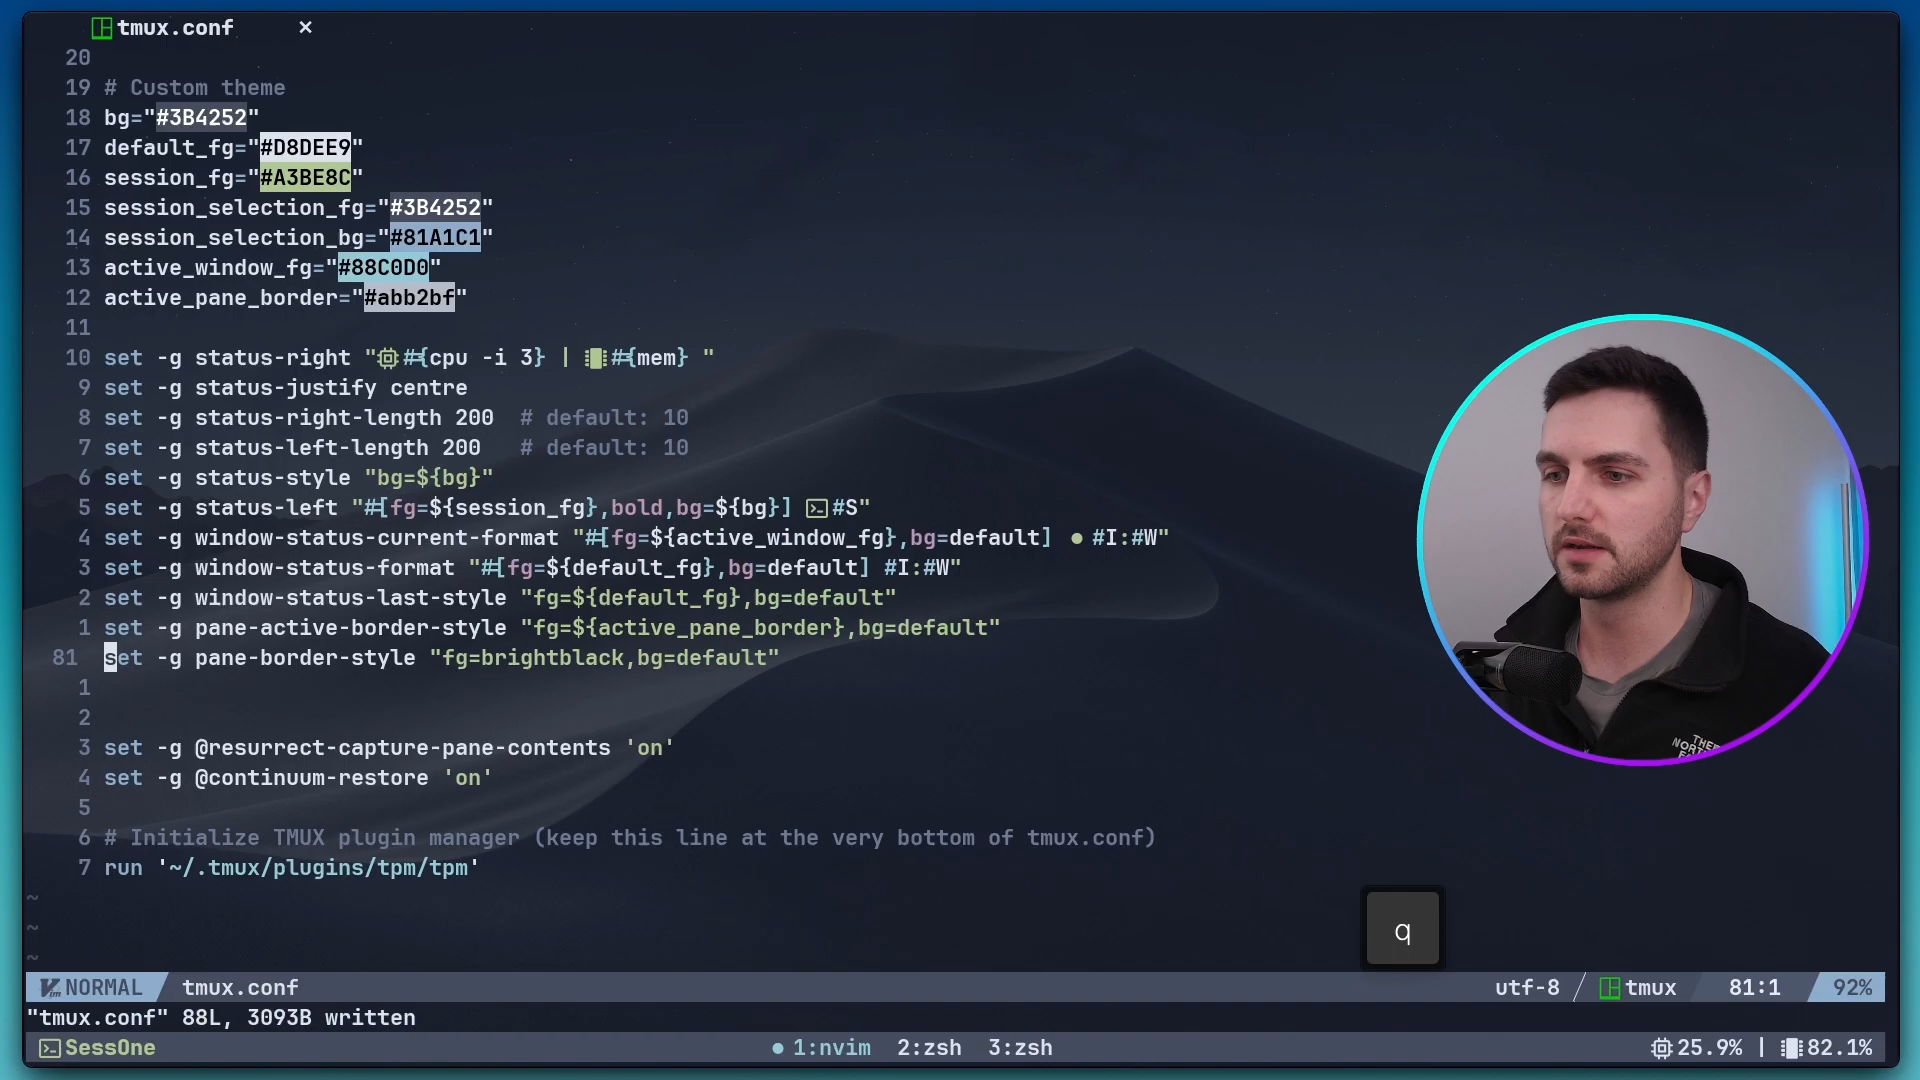 tmux.conf ×
20
19 # Custom theme
18 bg="#3B4252"
17 default_fg="#D8DEE9"
16 session_fg="#A3BE8C"
15 session_selection_fg="#3B4252"
14 session_selection_bg="#81A1C1"
13 active_window_fg="#88C0D0"
12 active_pane_border="#abb2bf"
11
10 set -g status-right "#{cpu -i 3} | #{mem} "
9 set -g status-justify centre
8 set -g status-right-length 200  # default: 10
7 set -g status-left-length 200   # default: 10
6 set -g status-style "bg=${bg}"
5 set -g status-left "#[fg=${session_fg},bold,bg=${bg}] #S"
4 set -g window-status-current-format "#[fg=${active_window_fg},bg=default] ● #I:#W"
3 set -g window-status-format "#[fg=${default_fg},bg=default] #I:#W"
2 set -g window-status-last-style "fg=${default_fg},bg=default"
1 set -g pane-active-border-style "fg=${active_pane_border},bg=default"
81 set -g pane-border-style "fg=brightblack,bg=default"
1
2
3 set -g @resurrect-capture-pane-contents 'on'
4 set -g @continuum-restore 'on'
5
6 # Initialize TMUX plugin manager (keep this line at the very bottom of tmux.conf)
7 run '~/.tmux/plugins/tpm/tpm'
~
~
~
q
NORMAL tmux.conf utf-8 tmux 81:1 92%
"tmux.conf" 88L, 3093B written
SessOne ● 1:nvim 2:zsh 3:zsh 25.9% | 82.1%